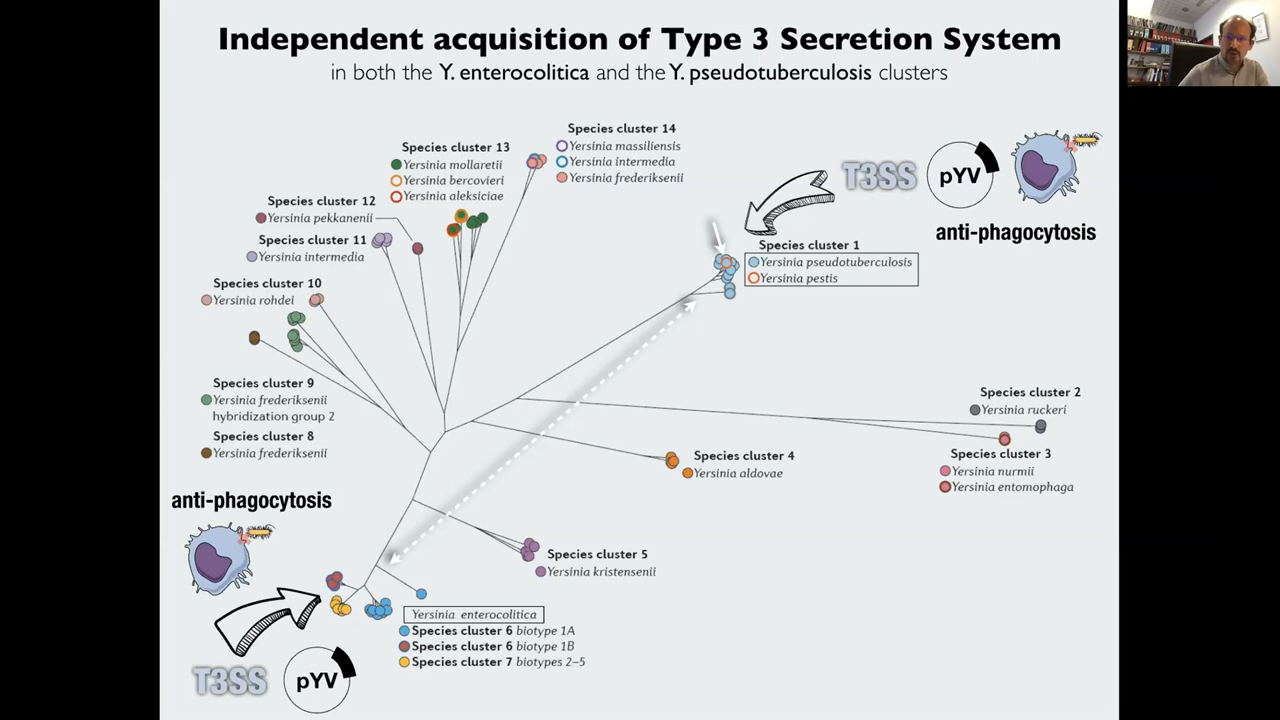 Independent acquisition of Type 3 Secretion System
in both the Y. enterocolitica and the Y. pseudotuberculosis clusters
Species cluster 14
Yersinia massiliensis
Yersinia intermedia
Yersinia frederiksenii
Species cluster 13
Yersinia mollaretii
Yersinia bercovieri
Yersinia aleksiciae
Species cluster 12
Yersinia pekkanenii
Species cluster 11
Yersinia intermedia
Species cluster 10
Yersinia rohdei
T3SS
pYV
anti-phagocytosis
Species cluster 1
Yersinia pseudotuberculosis
Yersinia pestis
Species cluster 9
Yersinia frederiksenii
hybridization group 2
Species cluster 8
Yersinia frederiksenii
Species cluster 2
Yersinia ruckeri
Species cluster 3
Yersinia nurmii
Yersinia entomophaga
Species cluster 4
Yersinia aldovae
anti-phagocytosis
Species cluster 5
Yersinia kristensenii
Yersinia enterocolitica
Species cluster 6 biotype 1A
Species cluster 6 biotype 1B
Species cluster 7 biotypes 2–5
T3SS
pYV